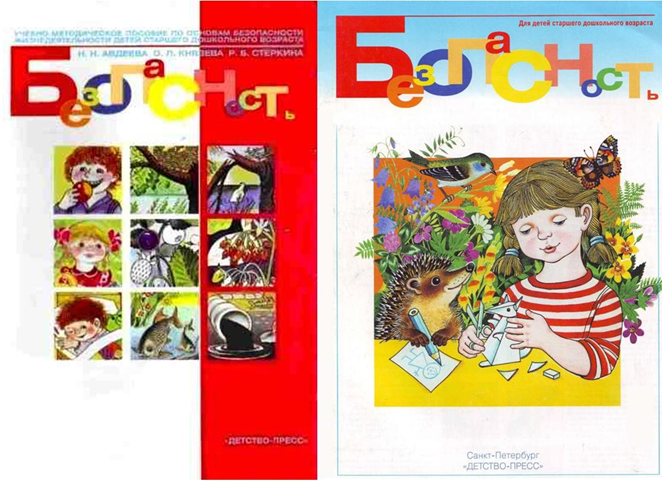 УЧЕБНО-МЕТОДИЧЕСКОЕ ПОСОБИЕ ПО ОСНОВАМ БЕЗОПАСНОСТИ
ЖИЗНЕДЕЯТЕЛЬНОСТИ ДЕТЕЙ СТАРШЕГО ДОШКОЛЬНОГО ВОЗРАСТА
Н. Н. АВДЕЕВА О. Л. КНЯЗЕВА Р. Б. СТЕРКИНА
Безопасность
«ДЕТСТВО-ПРЕСС»
Для детей старшего дошкольного возраста
Безопасность
Санкт-Петербург
«ДЕТСТВО-ПРЕСС»